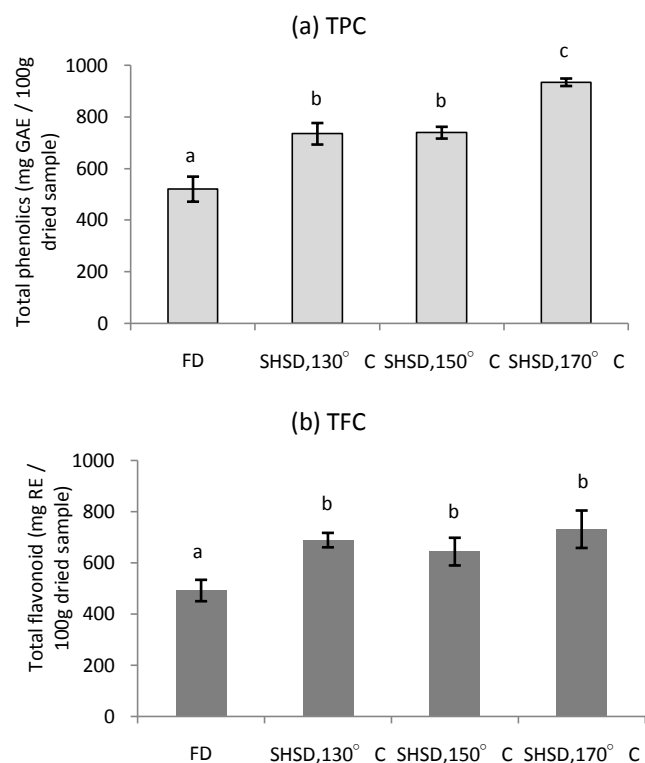 (a) TPC
Total phenolics (mg GAE / 100g
dried sample)
1000
800
600
400
200
0
a
b
b
c
FD
SHSD,130° C
SHSD,150° C
SHSD,170° C
(b) TFC
Total flavonoid (mg RE /
100g dried sample)
1000
800
600
400
200
0
a
b
b
b
FD
SHSD,130° C
SHSD,150° C
SHSD,170° C